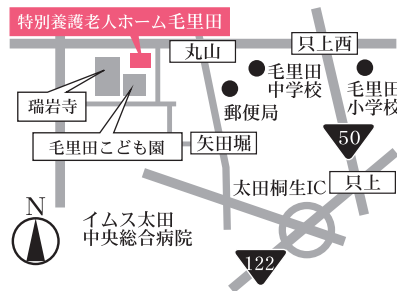 特別養護老人ホーム毛里田
丸山
只上西
毛里田
中学校
毛里田
小学校
瑞岩寺
郵便局
毛里田こども園
矢田堀
50
太田桐生IC
只上
N
イムス太田
中央総合病院
122